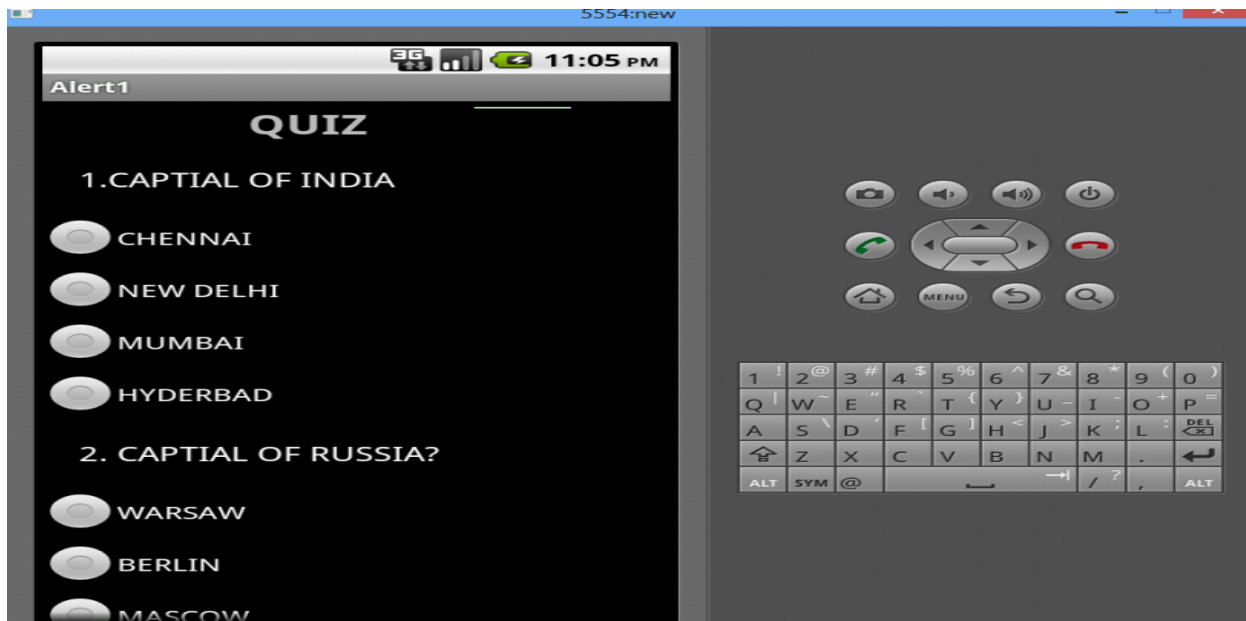 5554:new
3G 11:05 PM
Alert1
QUIZ
1.CAPTIAL OF INDIA
CHENNAI
NEW DELHI
MUMBAI
HYDERBAD
2. CAPTIAL OF RUSSIA?
WARSAW
BERLIN
MASCOW
MENU
1 ! 2 @ 3 # 4 $ 5 % 6 ^ 7 & 8 * 9 ( 0 )
Q | W ~ E " R ` T { Y } U - I - O + P =
A S \ D ' F [ G ] H < J > K ; L : DEL
Z X C V B N M .
ALT SYM @ / ? , ALT